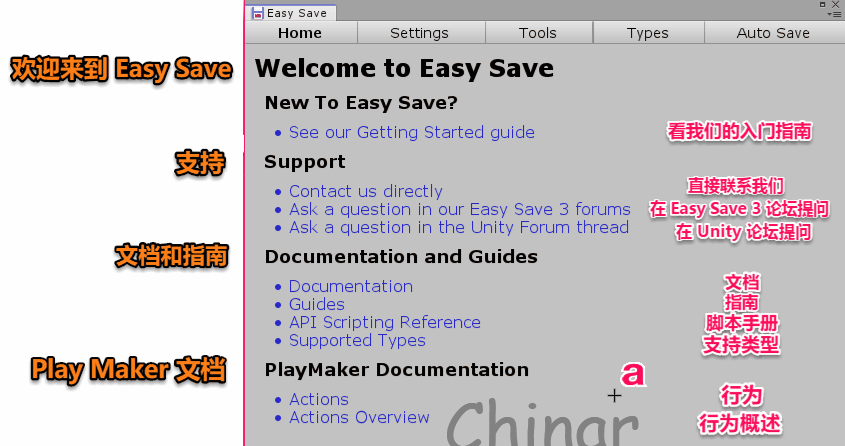 Easy Save
Home Settings Tools Types Auto Save
欢迎来到 Easy Save
Welcome to Easy Save
New To Easy Save?
• See our Getting Started guide 看我们的入门指南
支持
Support
• Contact us directly 直接联系我们
• Ask a question in our Easy Save 3 forums 在 Easy Save 3 论坛提问
• Ask a question in the Unity Forum thread 在 Unity 论坛提问
文档和指南
Documentation and Guides
• Documentation 文档
• Guides 指南
• API Scripting Reference 脚本手册
• Supported Types 支持类型
Play Maker 文档
PlayMaker Documentation
a
• Actions 行为
• Actions Overview 行为概述
Chinar